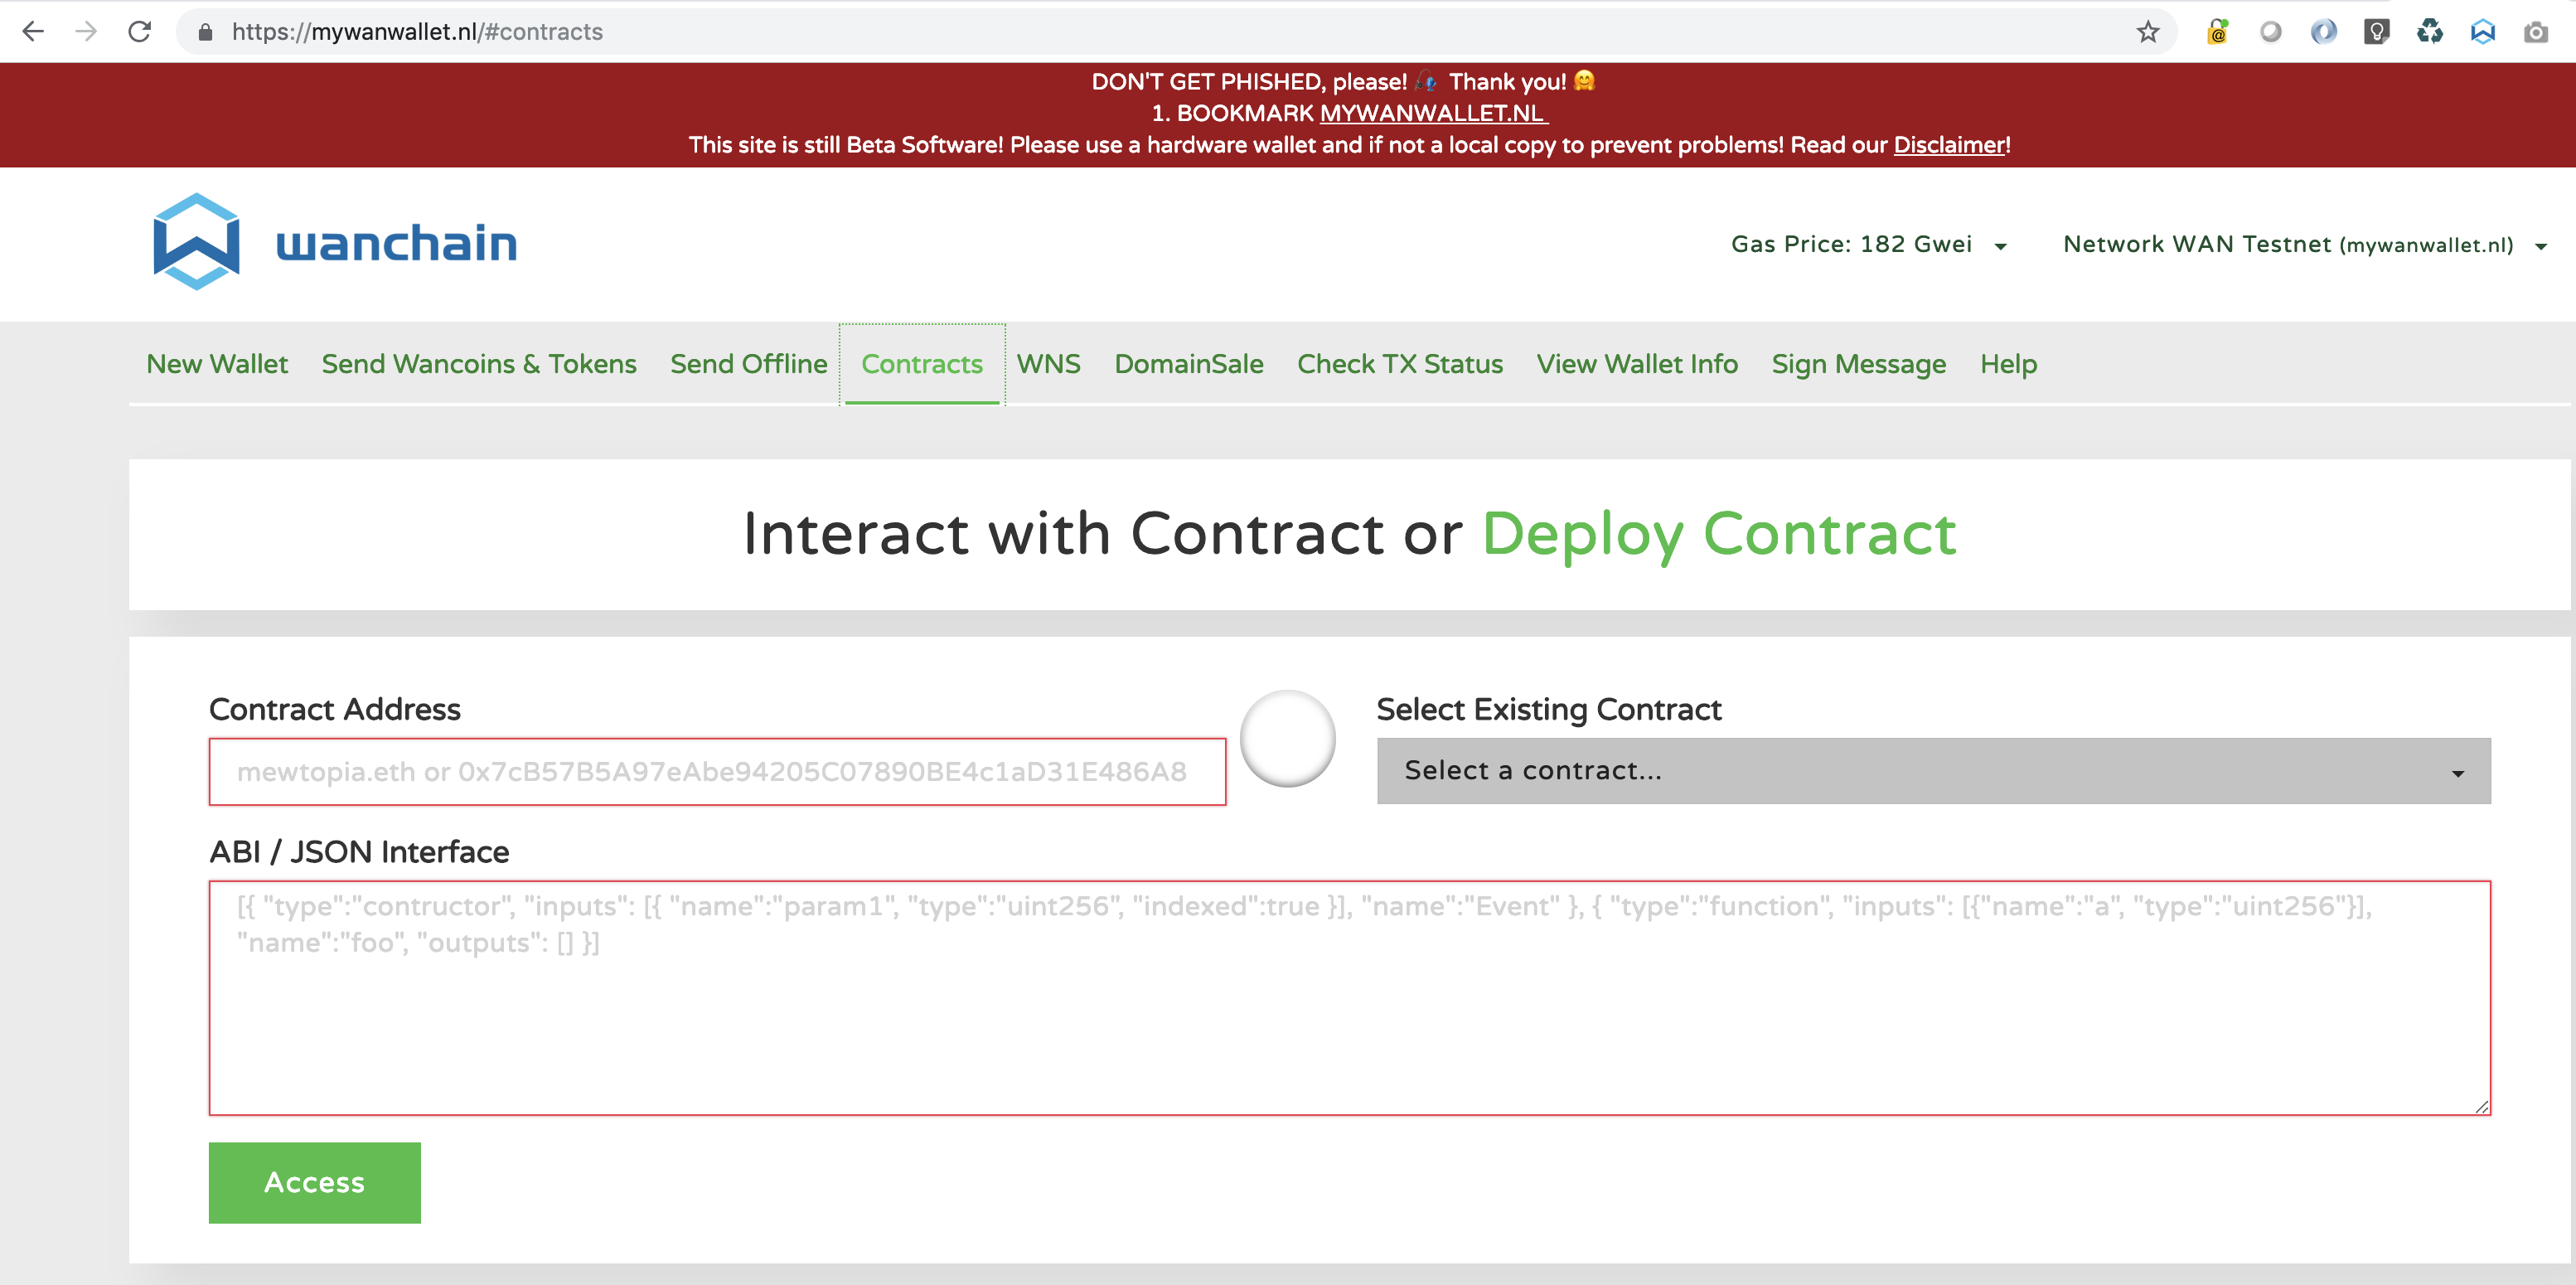 https://mywanwallet.nl/#contracts
DON'T GET PHISHED, please! 🎣 Thank you! 🤗
1. BOOKMARK MYWANWALLET.NL
This site is still Beta Software! Please use a hardware wallet and if not a local copy to prevent problems! Read our Disclaimer!
wanchain
Gas Price: 182 Gwei
Network WAN Testnet (mywanwallet.nl)
New Wallet Send Wancoins & Tokens Send Offline Contracts WNS DomainSale Check TX Status View Wallet Info Sign Message Help
Interact with Contract or Deploy Contract
Contract Address
mewtopia.eth or 0x7cB57B5A97eAbe94205C07890BE4c1aD31E486A8
Select Existing Contract
Select a contract...
ABI / JSON Interface
[{ "type":"contructor", "inputs": [{ "name":"param1", "type":"uint256", "indexed":true }], "name":"Event" }, { "type":"function", "inputs": [{"name":"a", "type":"uint256"}],
"name":"foo", "outputs": [] }]
Access